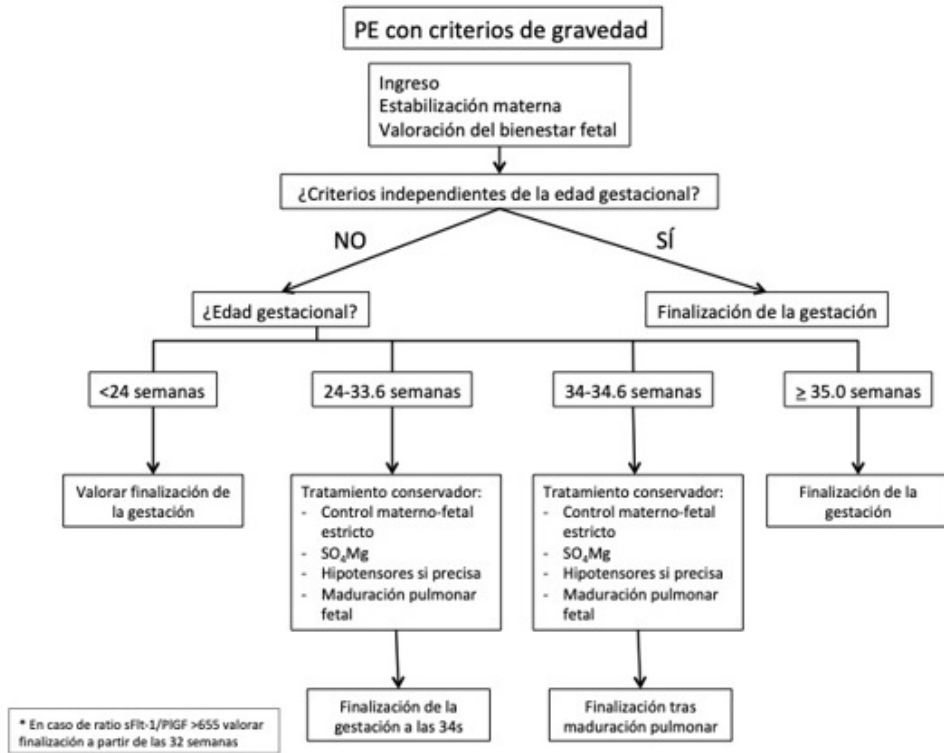 PE con criterios de gravedad
Ingreso
Estabilización materna
Valoración del bienestar fetal
¿Criterios independientes de la edad gestacional?
NO
SÍ
¿Edad gestacional?
Finalización de la gestación
<24 semanas
24-33.6 semanas
34-34.6 semanas
≥ 35.0 semanas
Valorar finalización de
la gestación
Tratamiento conservador:
- Control materno-fetal
estricto
- SO₄Mg
- Hipotensores si precisa
- Maduración pulmonar
fetal
Tratamiento conservador:
- Control materno-fetal
estricto
- SO₄Mg
- Hipotensores si precisa
- Maduración pulmonar
fetal
Finalización de la
gestación
Finalización de la
gestación a las 34s
Finalización tras
maduración pulmonar
* En caso de ratio sFlt-1/PlGF >655 valorar
finalización a partir de las 32 semanas